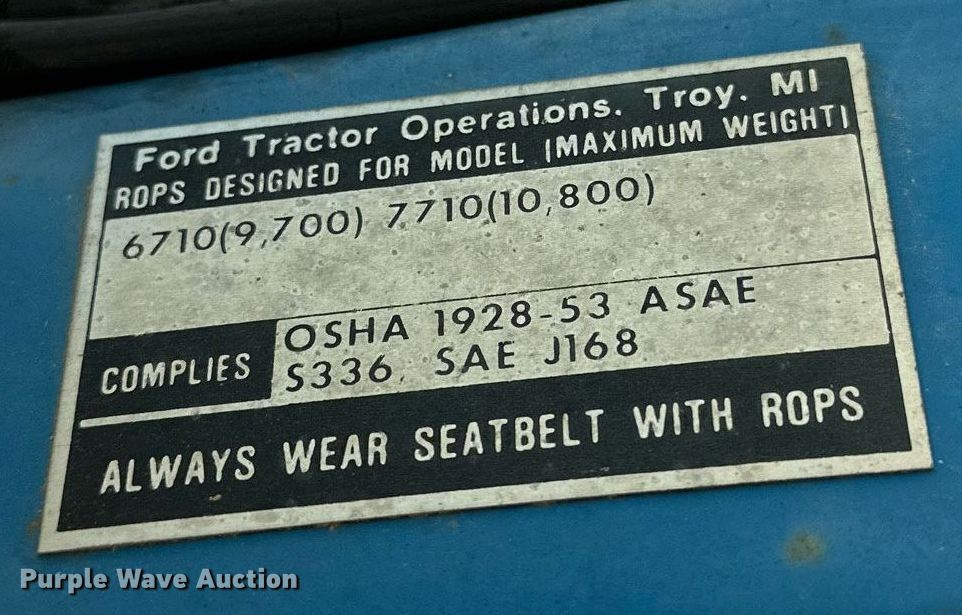 Ford Tractor Operations. Troy. MI
ROPS DESIGNED FOR MODEL (MAXIMUM WEIGHT)
6710(9,700) 7710(10,800)
COMPLIES
OSHA 1928-53 ASAE
S336, SAE J168
ALWAYS WEAR SEATBELT WITH ROPS
Purple Wave Auction